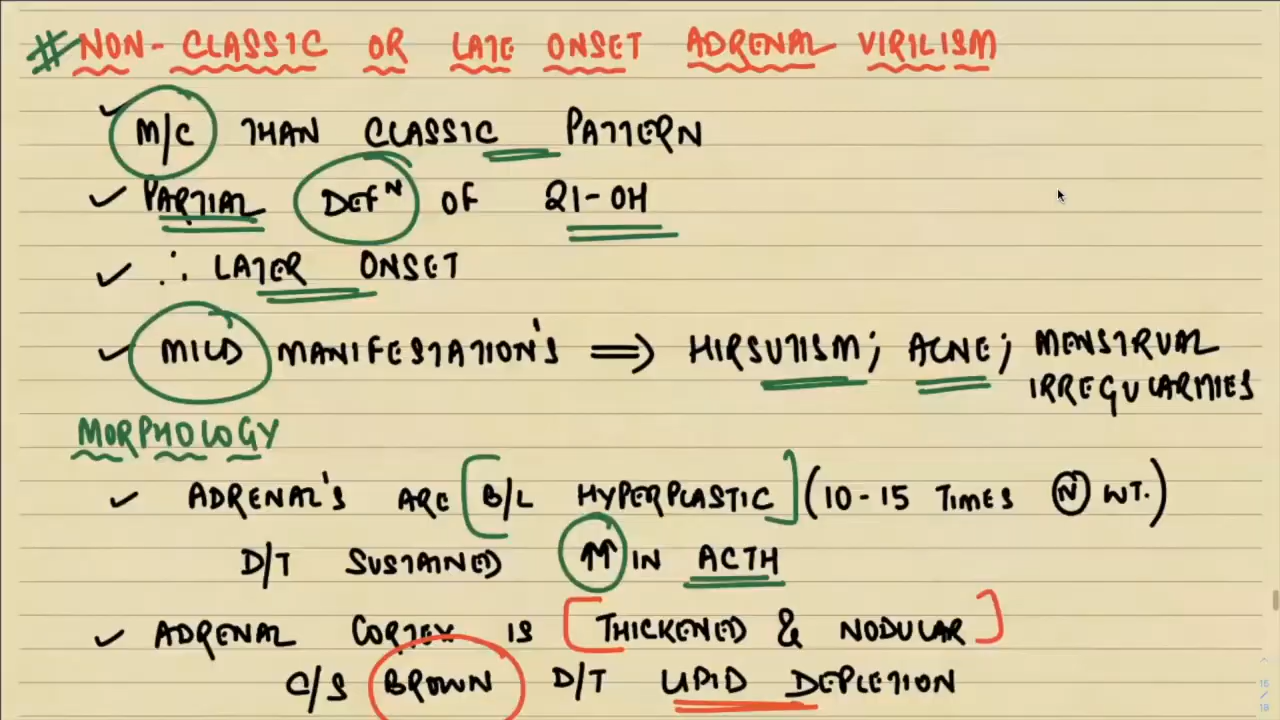 # NON-CLASSIC OR LATE ONSET ADRENAL VIRILISM
✓ M/C THAN CLASSIC PATTERN
✓ PARTIAL DEFᴺ OF 21-OH
✓ ∴ LATER ONSET
✓ MILD MANIFESTATION'S ⇒ HIRSUTISM; ACNE; MENSTRUAL
IRREGULARITIES
MORPHOLOGY
✓ ADRENAL'S ARE [B/L HYPERPLASTIC] (10-15 TIMES Ⓝ WT.)
D/T SUSTAINED ↑↑ IN ACTH
✓ ADRENAL CORTEX IS [THICKENED & NODULAR]
C/S BROWN D/T LIPID DEPLETION
15
/
18